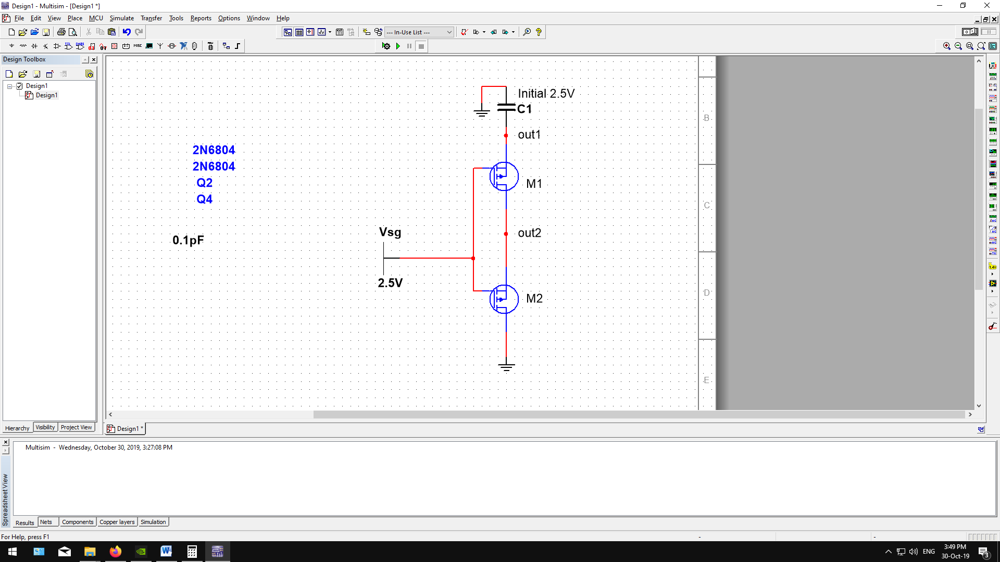 Design1 - Multisim - [Design1 *]
File Edit View Place MCU Simulate Transfer Tools Reports Options Window Help
--- In-Use List ---
Design Toolbox
Design1
Design1
Initial 2.5V
C1
B
out1
2N6804
2N6804
Q2
Q4
M1
C
Vsg
out2
0.1pF
2.5V
D
M2
E
Hierarchy Visibility Project View
Design1 *
Multisim - Wednesday, October 30, 2019, 3:27:08 PM
Spreadsheet View
Results Nets Components Copper layers Simulation
For Help, press F1
- -
ENG
3:49 PM
30-Oct-19
3